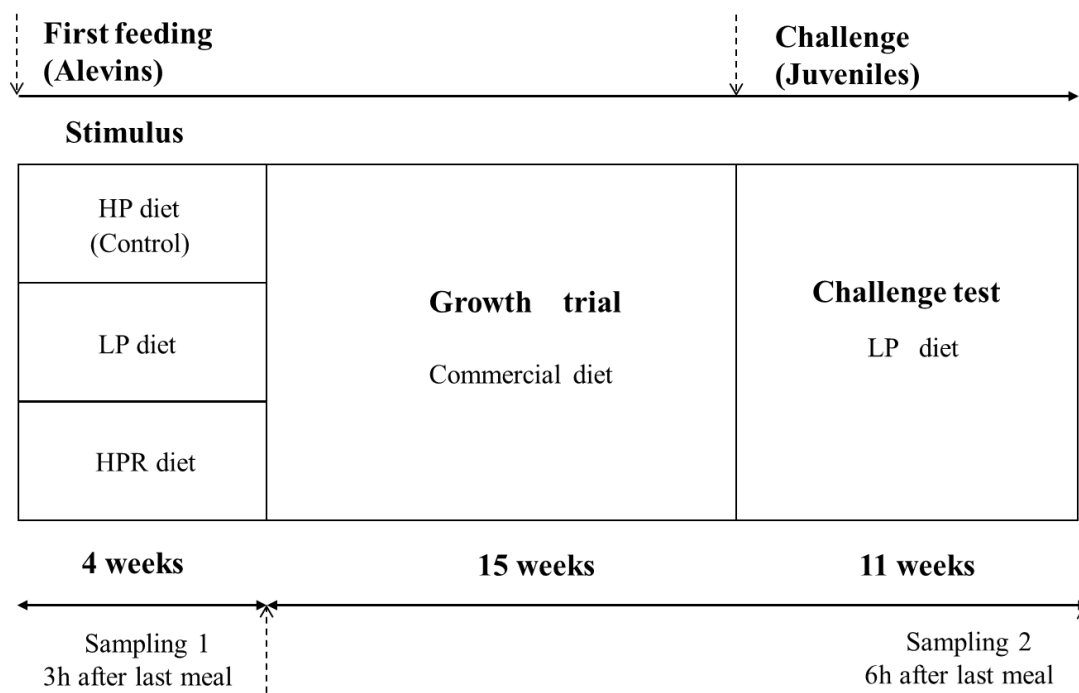 First feeding
(Alevins)
Challenge
(Juveniles)
Stimulus
HP diet
(Control)
LP diet
HPR diet
Growth trial
Commercial diet
Challenge test
LP diet
4 weeks
15 weeks
11 weeks
Sampling 1
3h after last meal
Sampling 2
6h after last meal